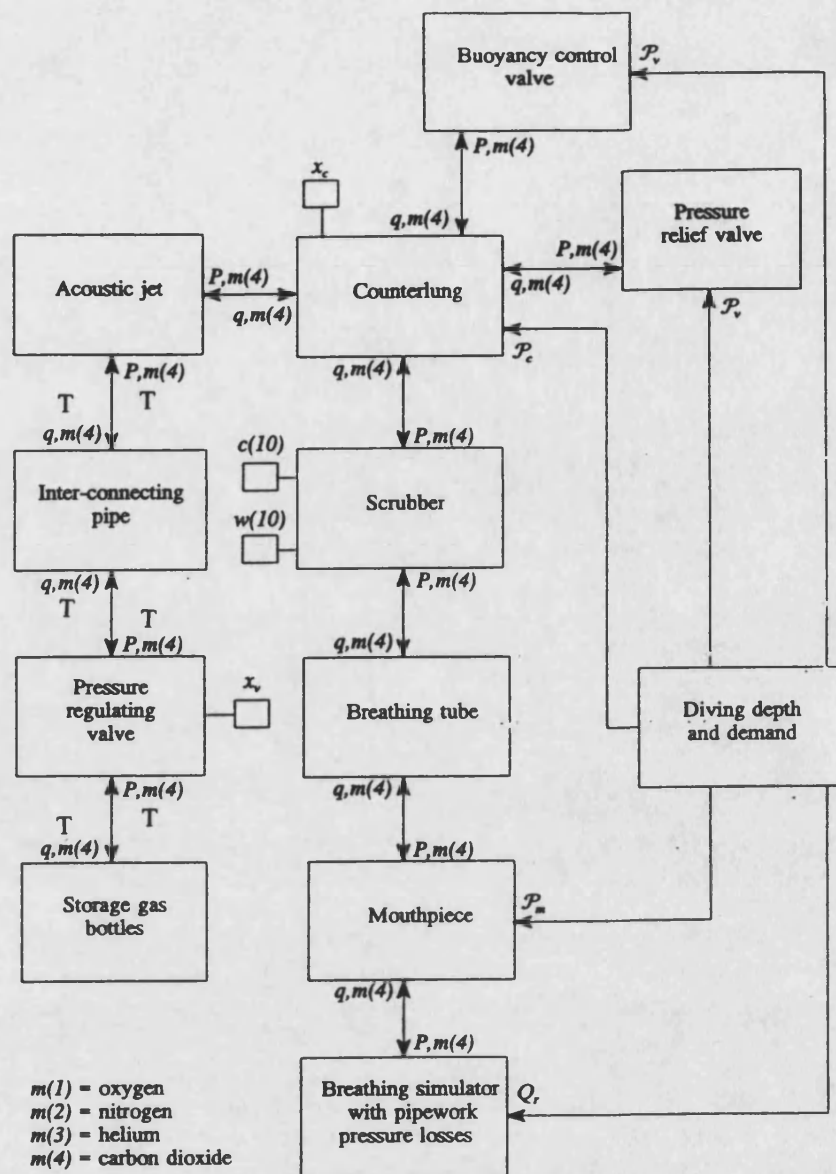 Buoyancy control
valve
𝒫v
P,m(4)
xc
q,m(4)
Pressure
relief valve
P,m(4)
q,m(4)
𝒫v
Acoustic jet
P,m(4)
q,m(4)
Counterlung
𝒫c
P,m(4)
T T
q,m(4)
q,m(4)
P,m(4)
Inter-connecting
pipe
c(10)
w(10)
Scrubber
q,m(4)
T T
P,m(4)
P,m(4)
q,m(4)
Pressure
regulating
valve
xv
Breathing tube
Diving depth
and demand
P,m(4)
T T
q,m(4)
q,m(4)
P,m(4)
Storage gas
bottles
Mouthpiece
𝒫m
q,m(4)
P,m(4)
Breathing simulator
with pipework
pressure losses
Qr
m(1) = oxygen
m(2) = nitrogen
m(3) = helium
m(4) = carbon dioxide